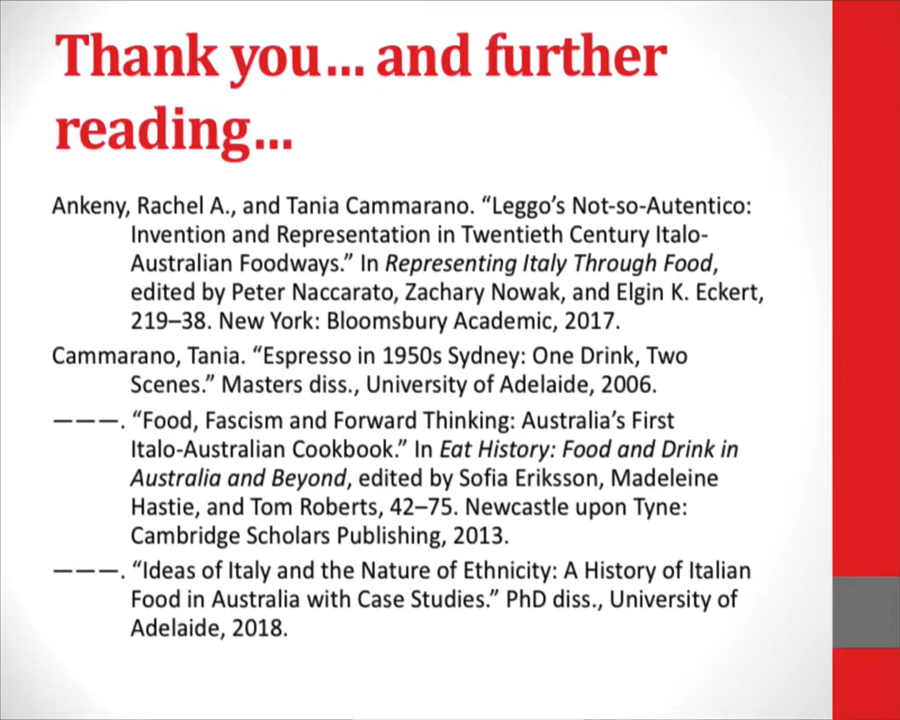 Thank you... and further
reading...
Ankeny, Rachel A., and Tania Cammarano. “Leggo’s Not-so-Autentico:
Invention and Representation in Twentieth Century Italo-
Australian Foodways.” In Representing Italy Through Food,
edited by Peter Naccarato, Zachary Nowak, and Elgin K. Eckert,
219–38. New York: Bloomsbury Academic, 2017.
Cammarano, Tania. “Espresso in 1950s Sydney: One Drink, Two
Scenes.” Masters diss., University of Adelaide, 2006.
———. “Food, Fascism and Forward Thinking: Australia’s First
Italo-Australian Cookbook.” In Eat History: Food and Drink in
Australia and Beyond, edited by Sofia Eriksson, Madeleine
Hastie, and Tom Roberts, 42–75. Newcastle upon Tyne:
Cambridge Scholars Publishing, 2013.
———. “Ideas of Italy and the Nature of Ethnicity: A History of Italian
Food in Australia with Case Studies.” PhD diss., University of
Adelaide, 2018.